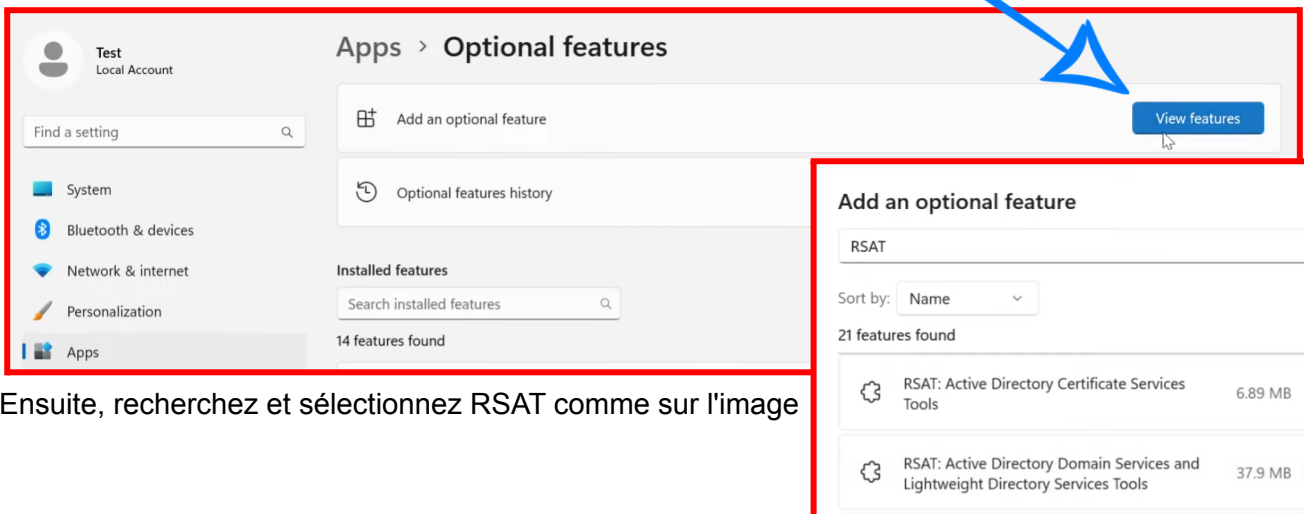 Test
Local Account
Find a setting
System
Bluetooth & devices
Network & internet
Personalization
Apps
Apps > Optional features
Add an optional feature
View features
Optional features history
Installed features
Search installed features
14 features found
Ensuite, recherchez et sélectionnez RSAT comme sur l'image
Add an optional feature
RSAT
Sort by: Name
21 features found
RSAT: Active Directory Certificate Services
Tools
6.89 MB
RSAT: Active Directory Domain Services and
Lightweight Directory Services Tools
37.9 MB